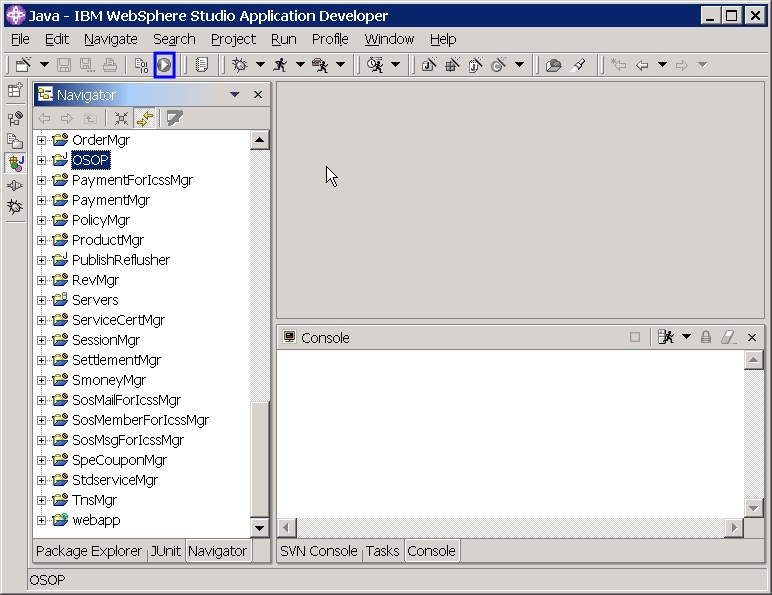 Java - IBM WebSphere Studio Application Developer
File Edit Navigate Search Project Run Profile Window Help
Navigator
OrderMgr
OSOP
PaymentForIcssMgr
PaymentMgr
PolicyMgr
ProductMgr
PublishReflusher
RevMgr
Servers
ServiceCertMgr
SessionMgr
SettlementMgr
SmoneyMgr
SosMailForIcssMgr
SosMemberForIcssMgr
SosMsgForIcssMgr
SpeCouponMgr
StdserviceMgr
TnsMgr
webapp
Package Explorer JUnit Navigator
Console
SVN Console Tasks Console
OSOP